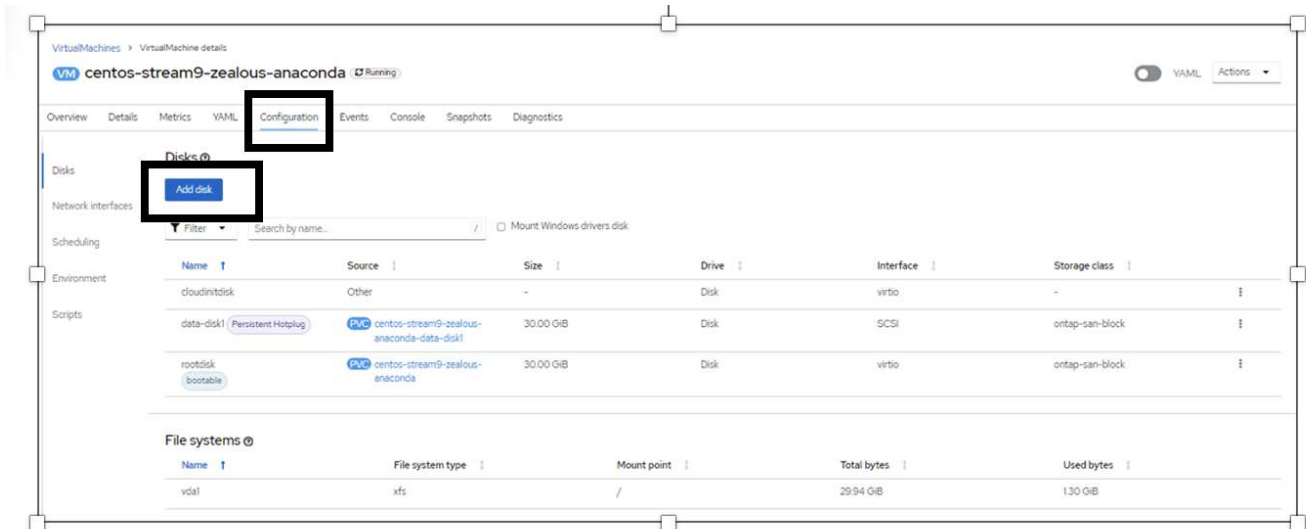 VirtualMachines > VirtualMachine details
VM centos-stream9-zealous-anaconda Running
YAML Actions
Overview Details Metrics YAML Configuration Events Console Snapshots Diagnostics
Disks
Network interfaces
Scheduling
Environment
Scripts
Disks
Add disk
Filter Search by name... / Mount Windows drivers disk
Name Source Size Drive Interface Storage class
cloudinitdisk Other - Disk virtio -
data-disk1 Persistent Hotplug PVC centos-stream9-zealous- 30.00 GiB Disk SCSI ontap-san-block
anaconda-data-disk1
rootdisk PVC centos-stream9-zealous- 30.00 GiB Disk virtio ontap-san-block
bootable anaconda
File systems
Name File system type Mount point Total bytes Used bytes
vda1 xfs / 29.94 GiB 1.30 GiB